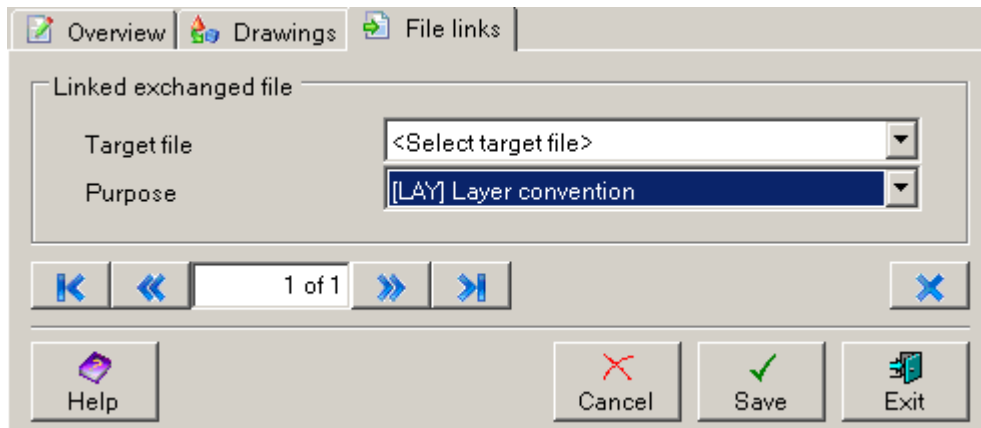 Overview Drawings File links
Linked exchanged file
Target file <Select target file>
Purpose [LAY] Layer convention
1 of 1
Help Cancel Save Exit